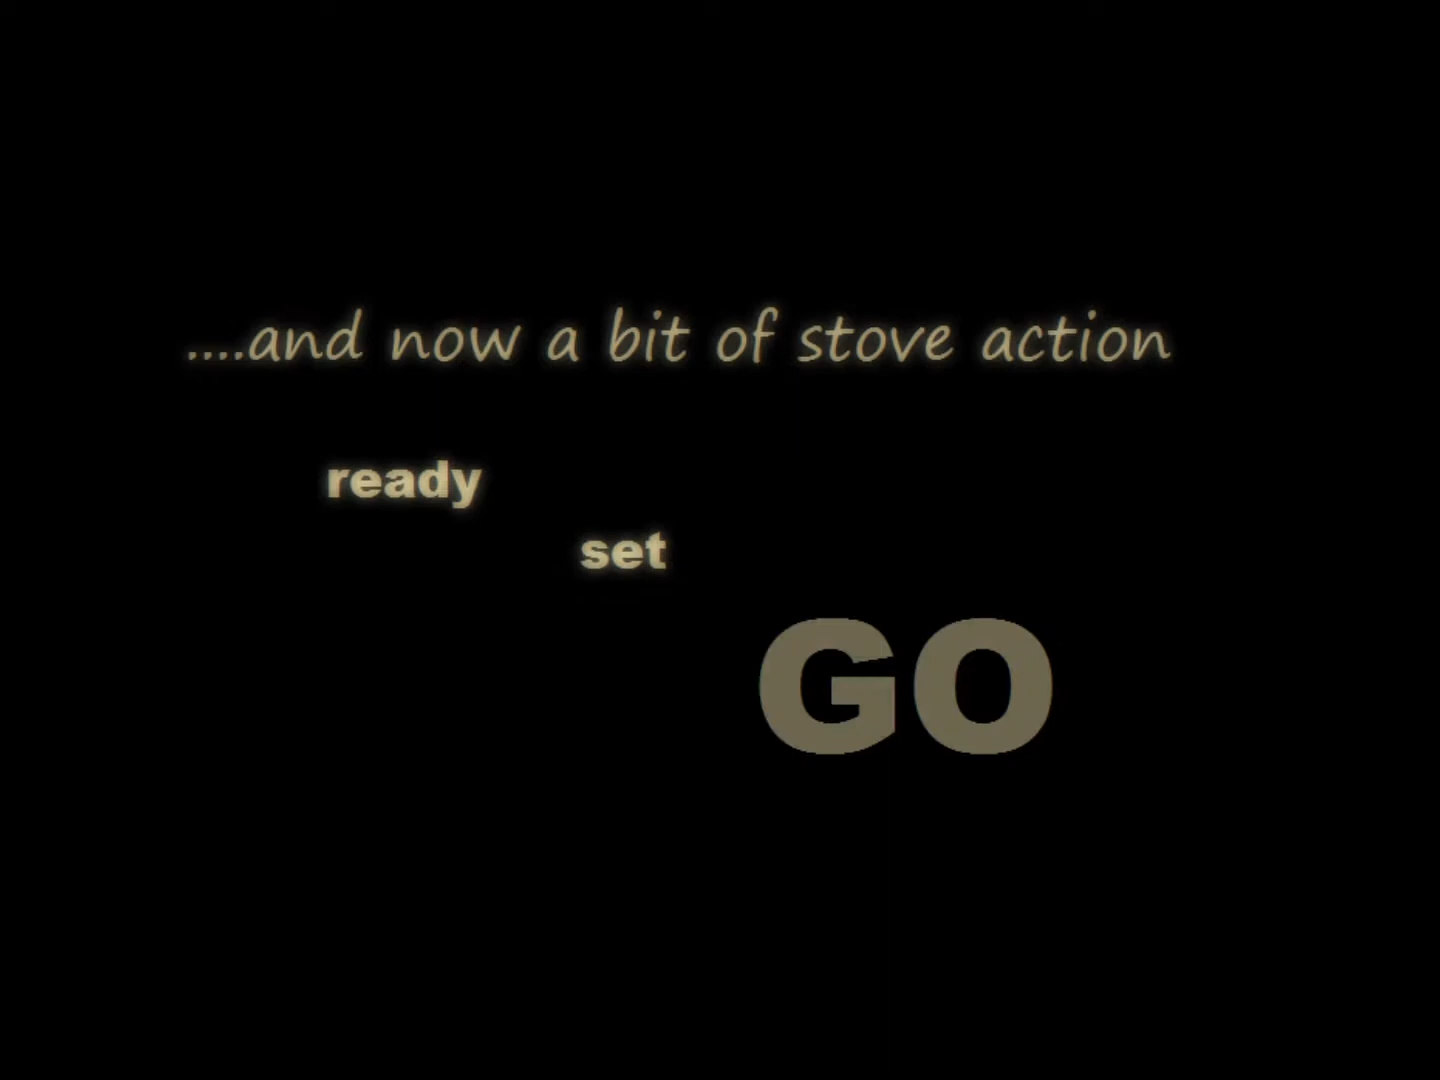 ....and now a bit of stove action
ready
set
GO